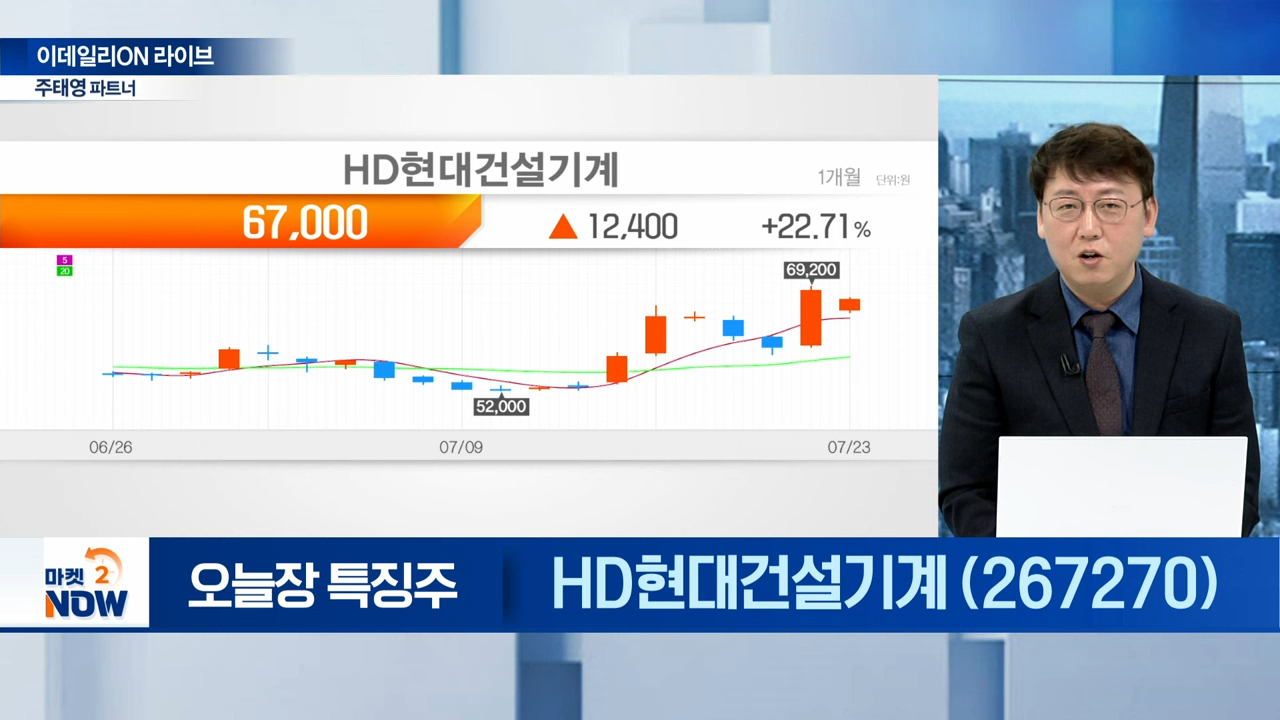 이데일리ON 라이브
주태영 파트너
HD현대건설기계
1개월 단위:원
67,000 ▲ 12,400 +22.71%
5
20
69,200
52,000
06/26 07/09 07/23
마켓 2
NOW
오늘장 특징주 HD현대건설기계 (267270)